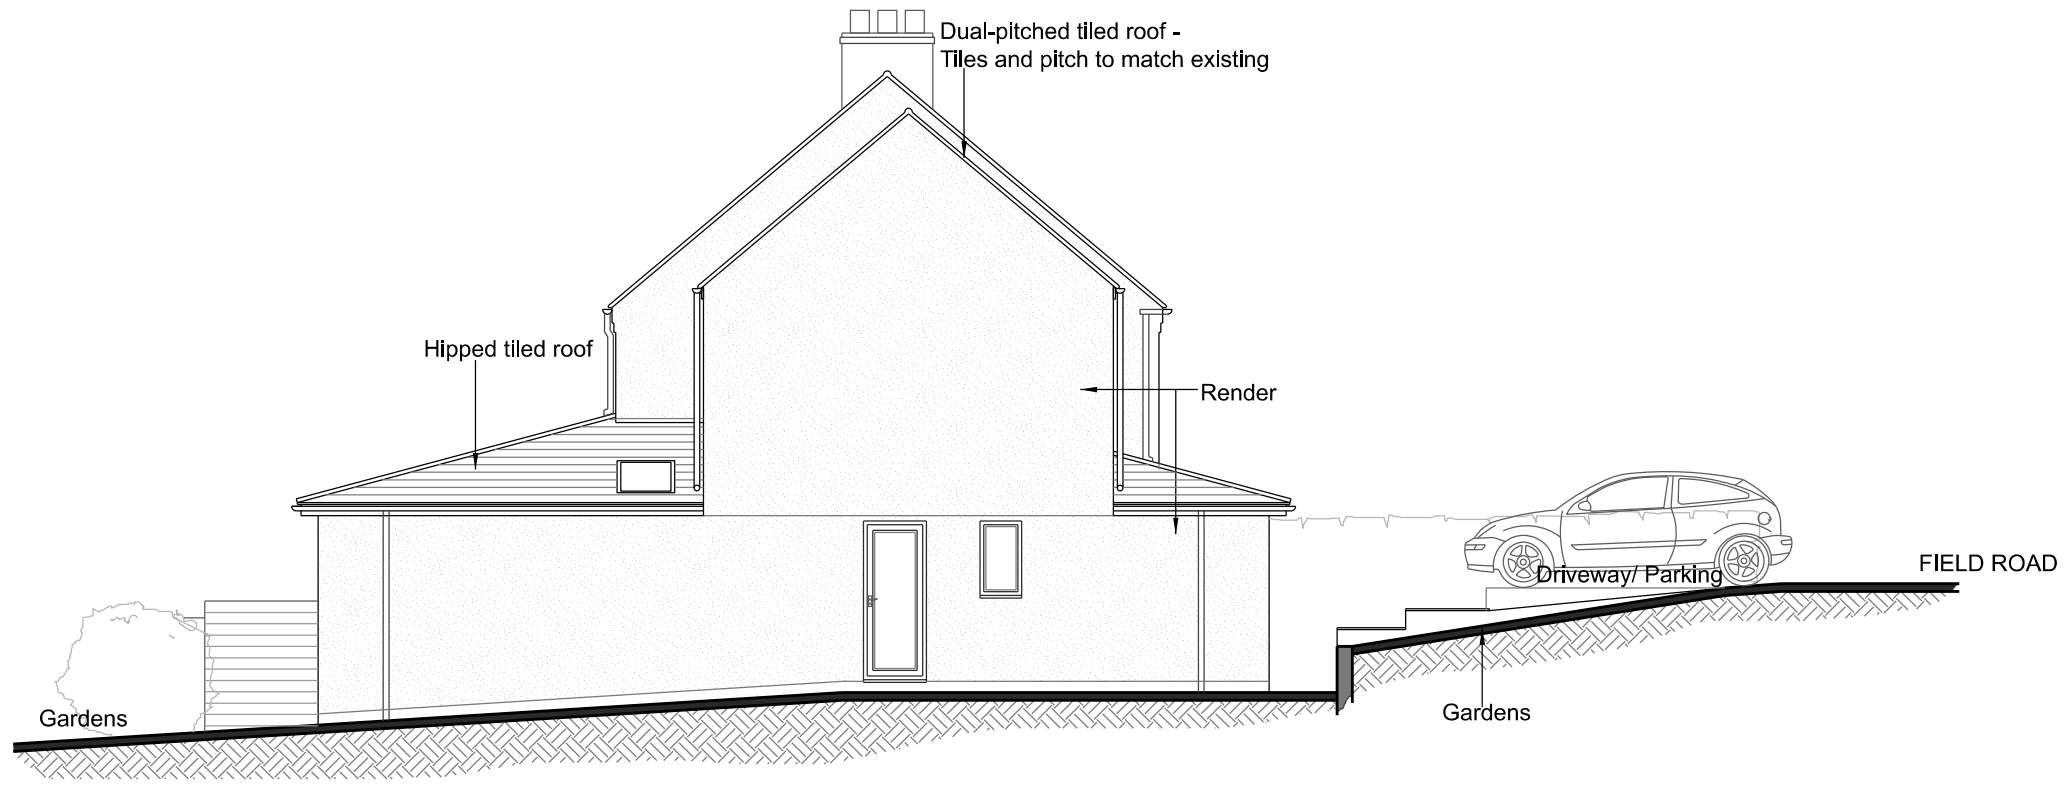 Dual-pitched tiled roof -
Tiles and pitch to match existing
Hipped tiled roof
Render
FIELD ROAD
Driveway/ Parking
Gardens
Gardens